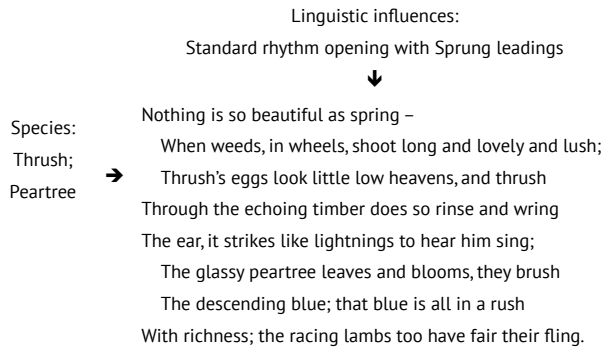 Linguistic influences:
Standard rhythm opening with Sprung leadings
Species:
Thrush;
Peartree
Nothing is so beautiful as spring –
When weeds, in wheels, shoot long and lovely and lush;
Thrush’s eggs look little low heavens, and thrush
Through the echoing timber does so rinse and wring
The ear, it strikes like lightnings to hear him sing;
The glassy peartree leaves and blooms, they brush
The descending blue; that blue is all in a rush
With richness; the racing lambs too have fair their fling.